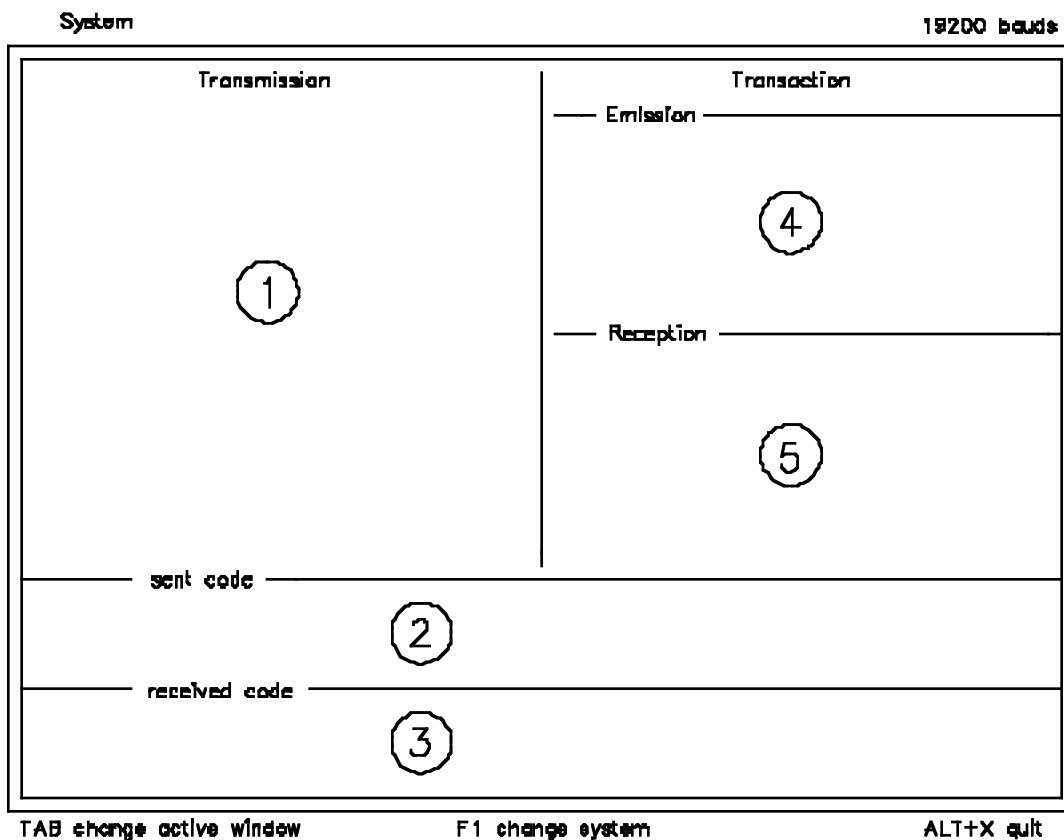 System 19200 bauds
Transmission Transaction
Emission
4
1
Reception
5
sent code
2
received code
3
TAB change active window F1 change system ALT+X quit